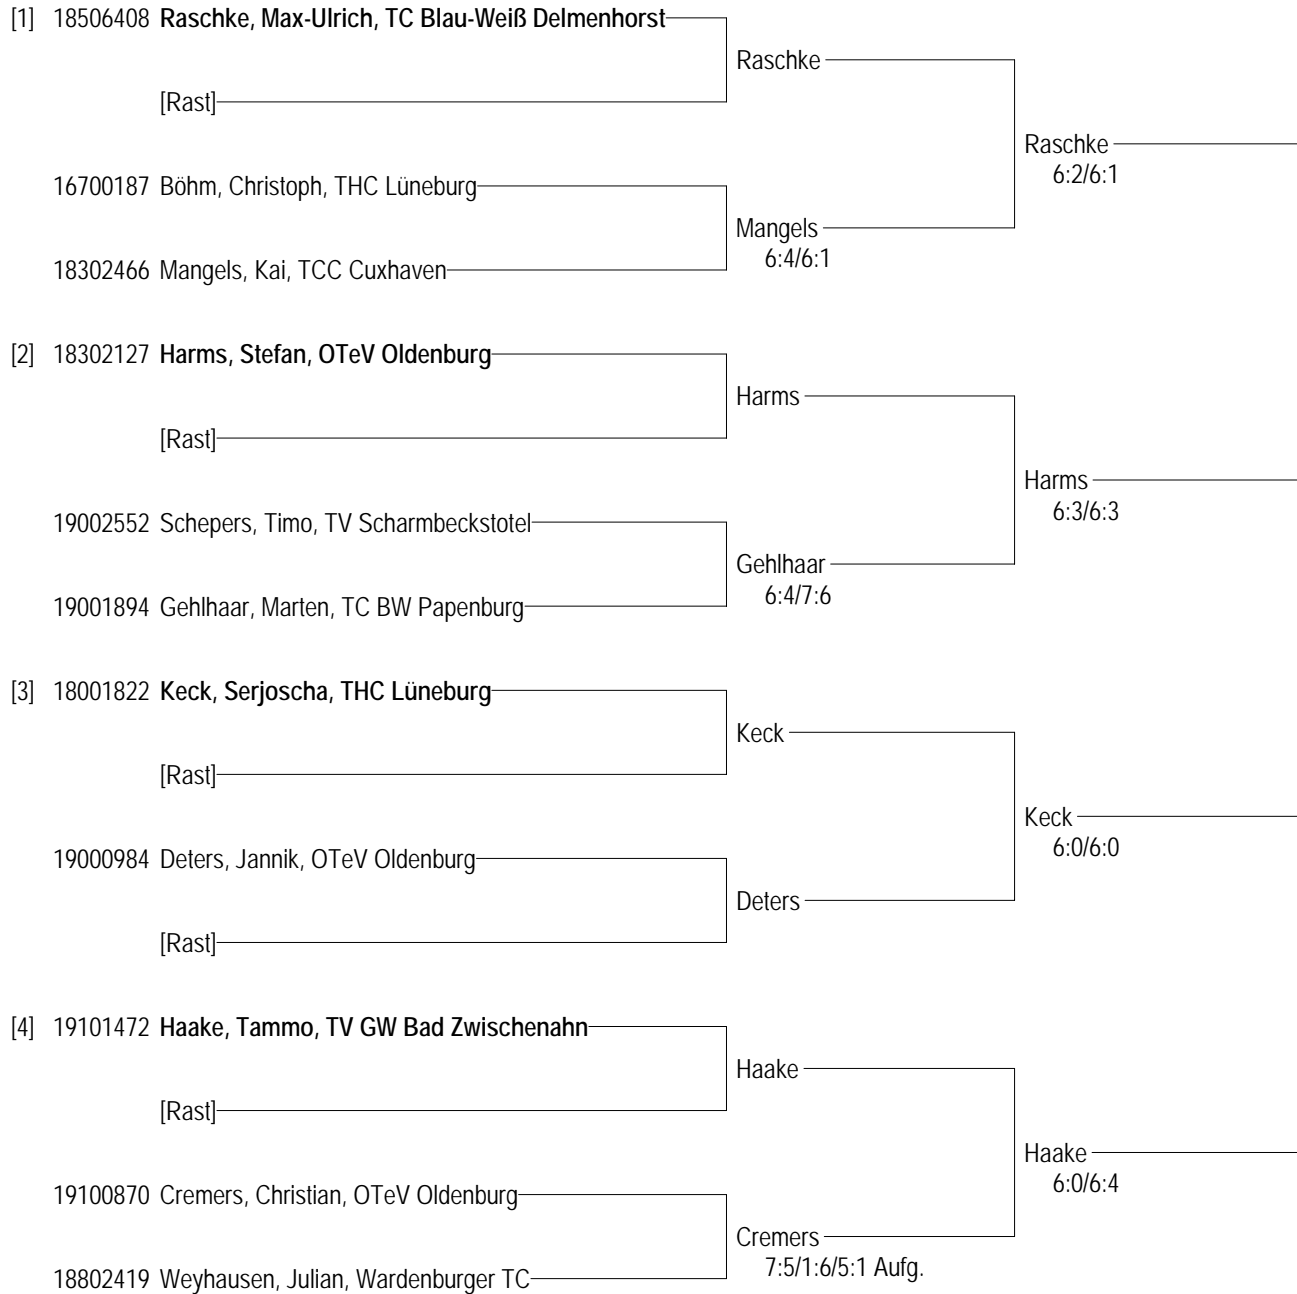 [1] 18506408 Raschke, Max-Ulrich, TC Blau-Weiß Delmenhorst
Raschke
[Rast]
Raschke
6:2/6:1
16700187 Böhm, Christoph, THC Lüneburg
Mangels
6:4/6:1
18302466 Mangels, Kai, TCC Cuxhaven
[2] 18302127 Harms, Stefan, OTeV Oldenburg
Harms
[Rast]
Harms
6:3/6:3
19002552 Schepers, Timo, TV Scharmbeckstotel
Gehlhaar
6:4/7:6
19001894 Gehlhaar, Marten, TC BW Papenburg
[3] 18001822 Keck, Serjoscha, THC Lüneburg
Keck
[Rast]
Keck
6:0/6:0
19000984 Deters, Jannik, OTeV Oldenburg
Deters
[Rast]
[4] 19101472 Haake, Tammo, TV GW Bad Zwischenahn
Haake
[Rast]
Haake
6:0/6:4
19100870 Cremers, Christian, OTeV Oldenburg
Cremers
7:5/1:6/5:1 Aufg.
18802419 Weyhausen, Julian, Wardenburger TC